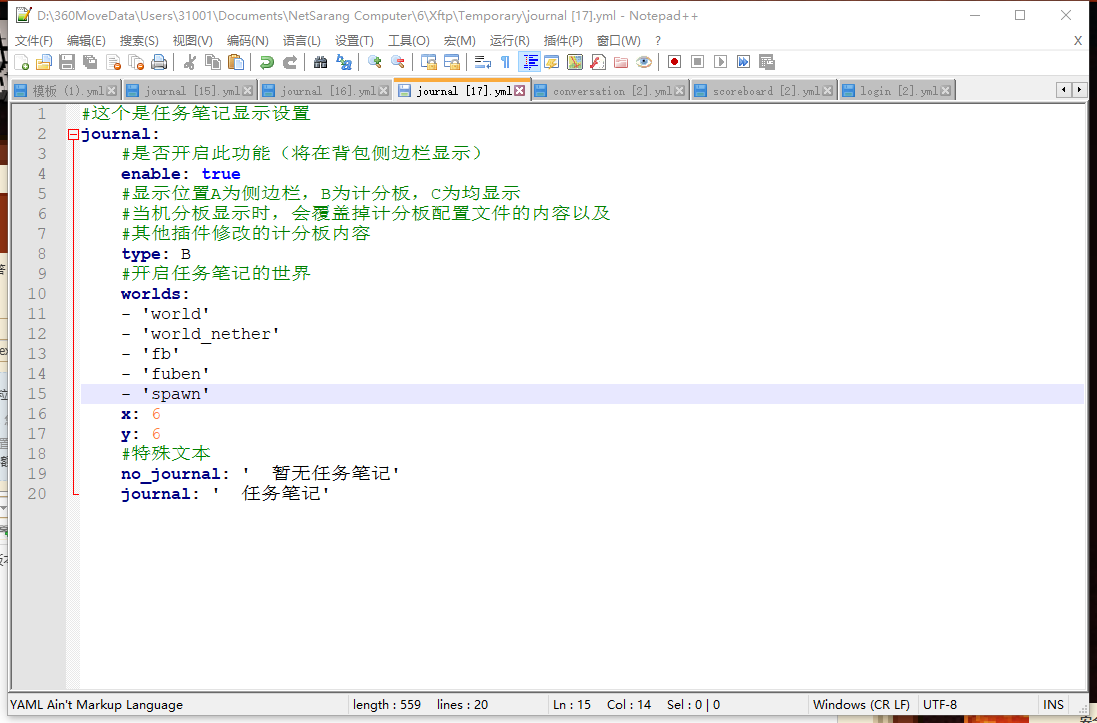 D:\360MoveData\Users\31001\Documents\NetSarang Computer\6\Xftp\Temporary\journal [17].yml - Notepad++
文件(F) 编辑(E) 搜索(S) 视图(V) 编码(N) 语言(L) 设置(T) 工具(O) 宏(M) 运行(R) 插件(P) 窗口(W) ? X
模板 (1).yml journal [15].yml journal [16].yml journal [17].yml conversation [2].yml scoreboard [2].yml login [2].yml
1 #这个是任务笔记显示设置
2 journal:
3 #是否开启此功能（将在背包侧边栏显示）
4 enable: true
5 #显示位置A为侧边栏，B为计分板，C为均显示
6 #当机分板显示时，会覆盖掉计分板配置文件的内容以及
7 #其他插件修改的计分板内容
8 type: B
9 #开启任务笔记的世界
10 worlds:
11 - 'world'
12 - 'world_nether'
13 - 'fb'
14 - 'fuben'
15 - 'spawn'
16 x: 6
17 y: 6
18 #特殊文本
19 no_journal: '  暂无任务笔记'
20 journal: '  任务笔记'
YAML Ain't Markup Language length : 559 lines : 20 Ln : 15 Col : 14 Sel : 0 | 0 Windows (CR LF) UTF-8 INS